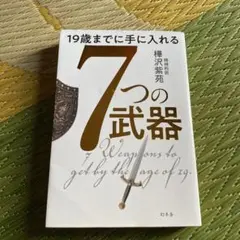 19歳までに手に入れる
7つの
武器
精神科医
樺沢紫苑
7 Weapons to
get by the age of 19.
幻冬舎